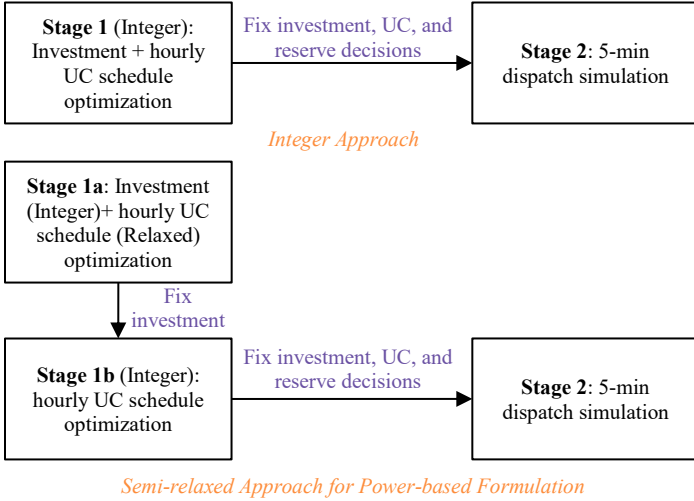 Stage 1 (Integer):
Investment + hourly
UC schedule
optimization
Fix investment, UC, and
reserve decisions
Stage 2: 5-min
dispatch simulation
Integer Approach
Stage 1a: Investment
(Integer)+ hourly UC
schedule (Relaxed)
optimization
Fix
investment
Stage 1b (Integer):
hourly UC schedule
optimization
Fix investment, UC, and
reserve decisions
Stage 2: 5-min
dispatch simulation
Semi-relaxed Approach for Power-based Formulation